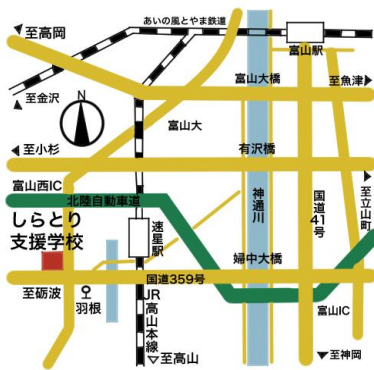 あいの風とやま鉄道
至高岡
富山駅
至金沢
N
富山大橋
至魚津
富山大
至小杉
有沢橋
富山西IC
北陸自動車道
至立山町
しらとり
支援学校
速星駅
神通川
国道41号
婦中大橋
国道359号
至砺波
羽根
JR高山本線
富山IC
至高山
至神岡